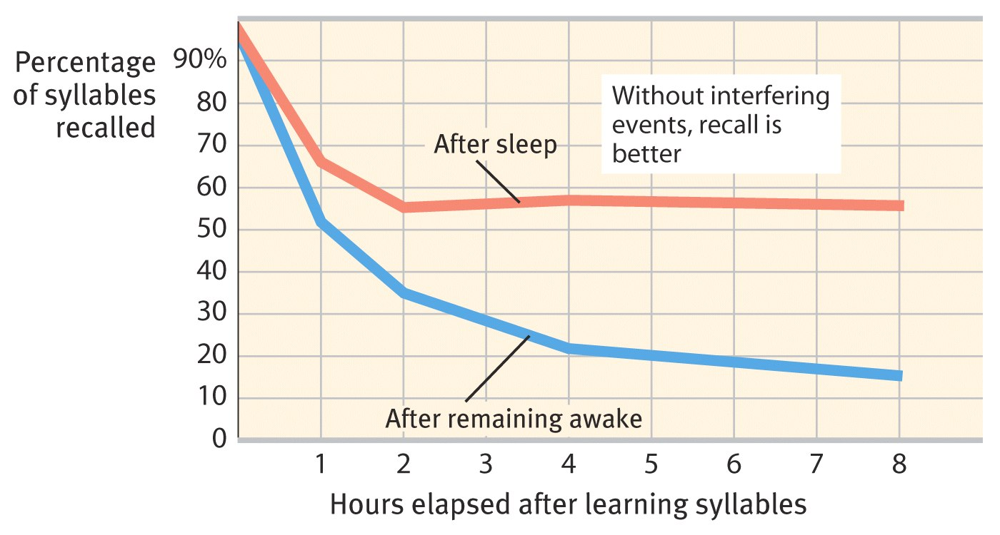 Percentage
of syllables
recalled
90%
80
70
60
50
40
30
20
10
0
Without interfering
events, recall is
better
After sleep
After remaining awake
1 2 3 4 5 6 7 8
Hours elapsed after learning syllables